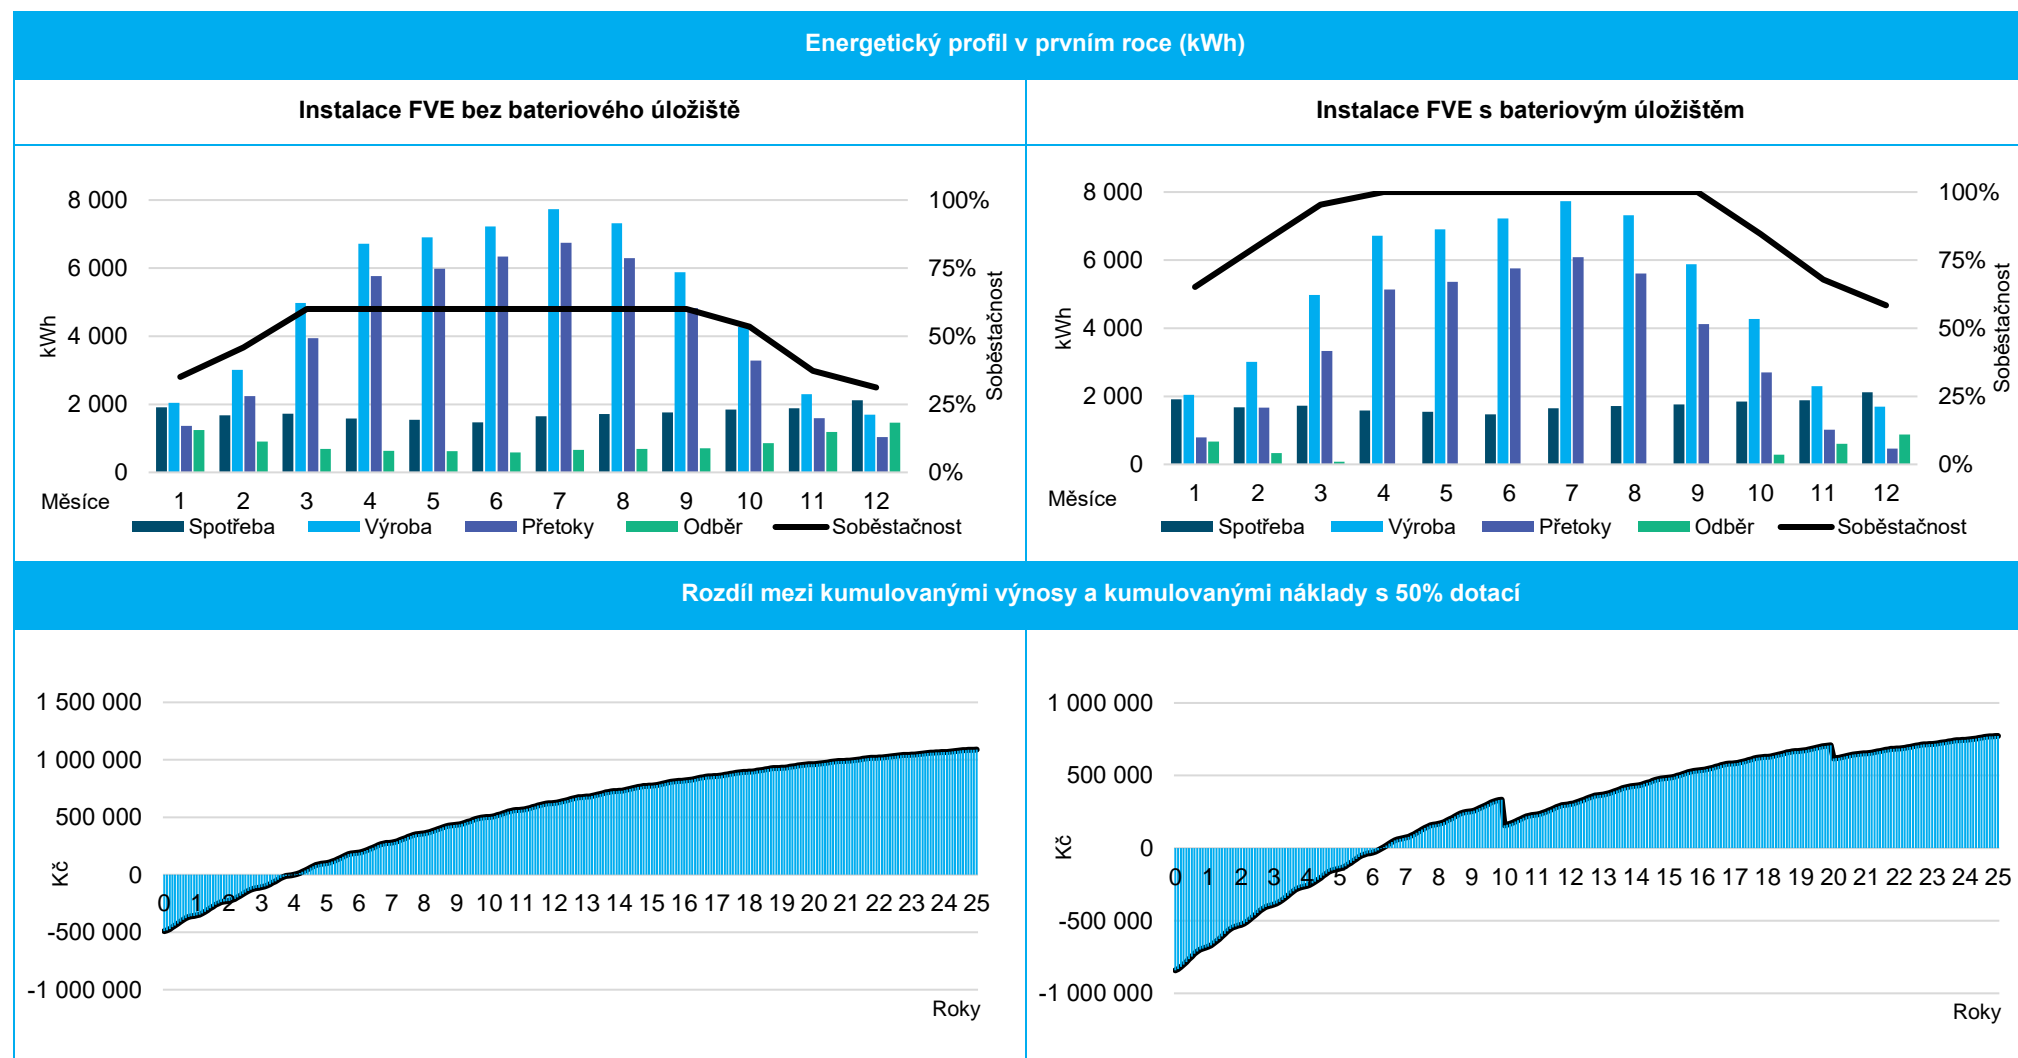 Energetický profil v prvním roce (kWh)
Instalace FVE bez bateriového úložiště
Instalace FVE s bateriovým úložištěm
8 000
6 000
4 000
2 000
0
kWh
100%
75%
50%
25%
0%
Soběstačnost
Měsíce
1 2 3 4 5 6 7 8 9 10 11 12
Spotřeba Výroba Přetoky Odběr Soběstačnost
8 000
6 000
4 000
2 000
0
kWh
100%
75%
50%
25%
0%
Soběstačnost
Měsíce
1 2 3 4 5 6 7 8 9 10 11 12
Spotřeba Výroba Přetoky Odběr Soběstačnost
Rozdíl mezi kumulovanými výnosy a kumulovanými náklady s 50% dotací
1 500 000
1 000 000
500 000
0
-500 000
-1 000 000
Kč
0 1 2 3 4 5 6 7 8 9 10 11 12 13 14 15 16 17 18 19 20 21 22 23 24 25
Roky
1 000 000
500 000
0
-500 000
-1 000 000
Kč
0 1 2 3 4 5 6 7 8 9 10 11 12 13 14 15 16 17 18 19 20 21 22 23 24 25
Roky